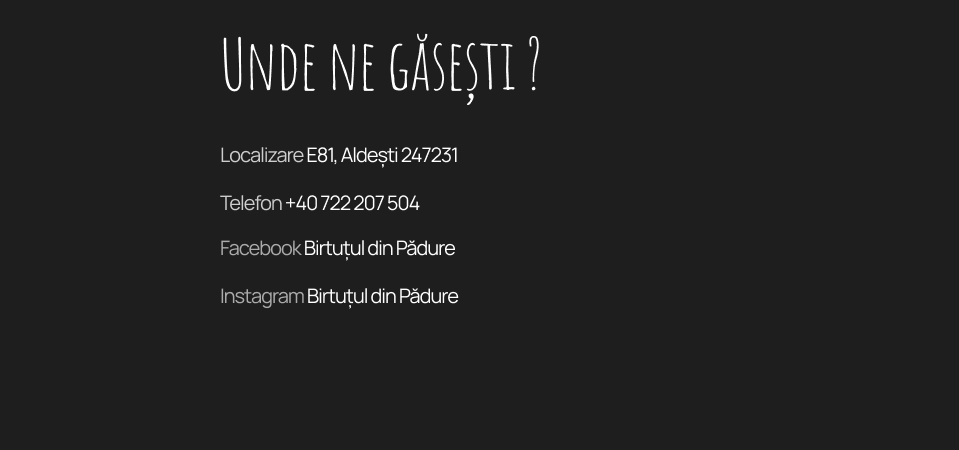 Unde ne găsești ?
Localizare E81, Aldești 247231
Telefon +40 722 207 504
Facebook Birtuțul din Pădure
Instagram Birtuțul din Pădure